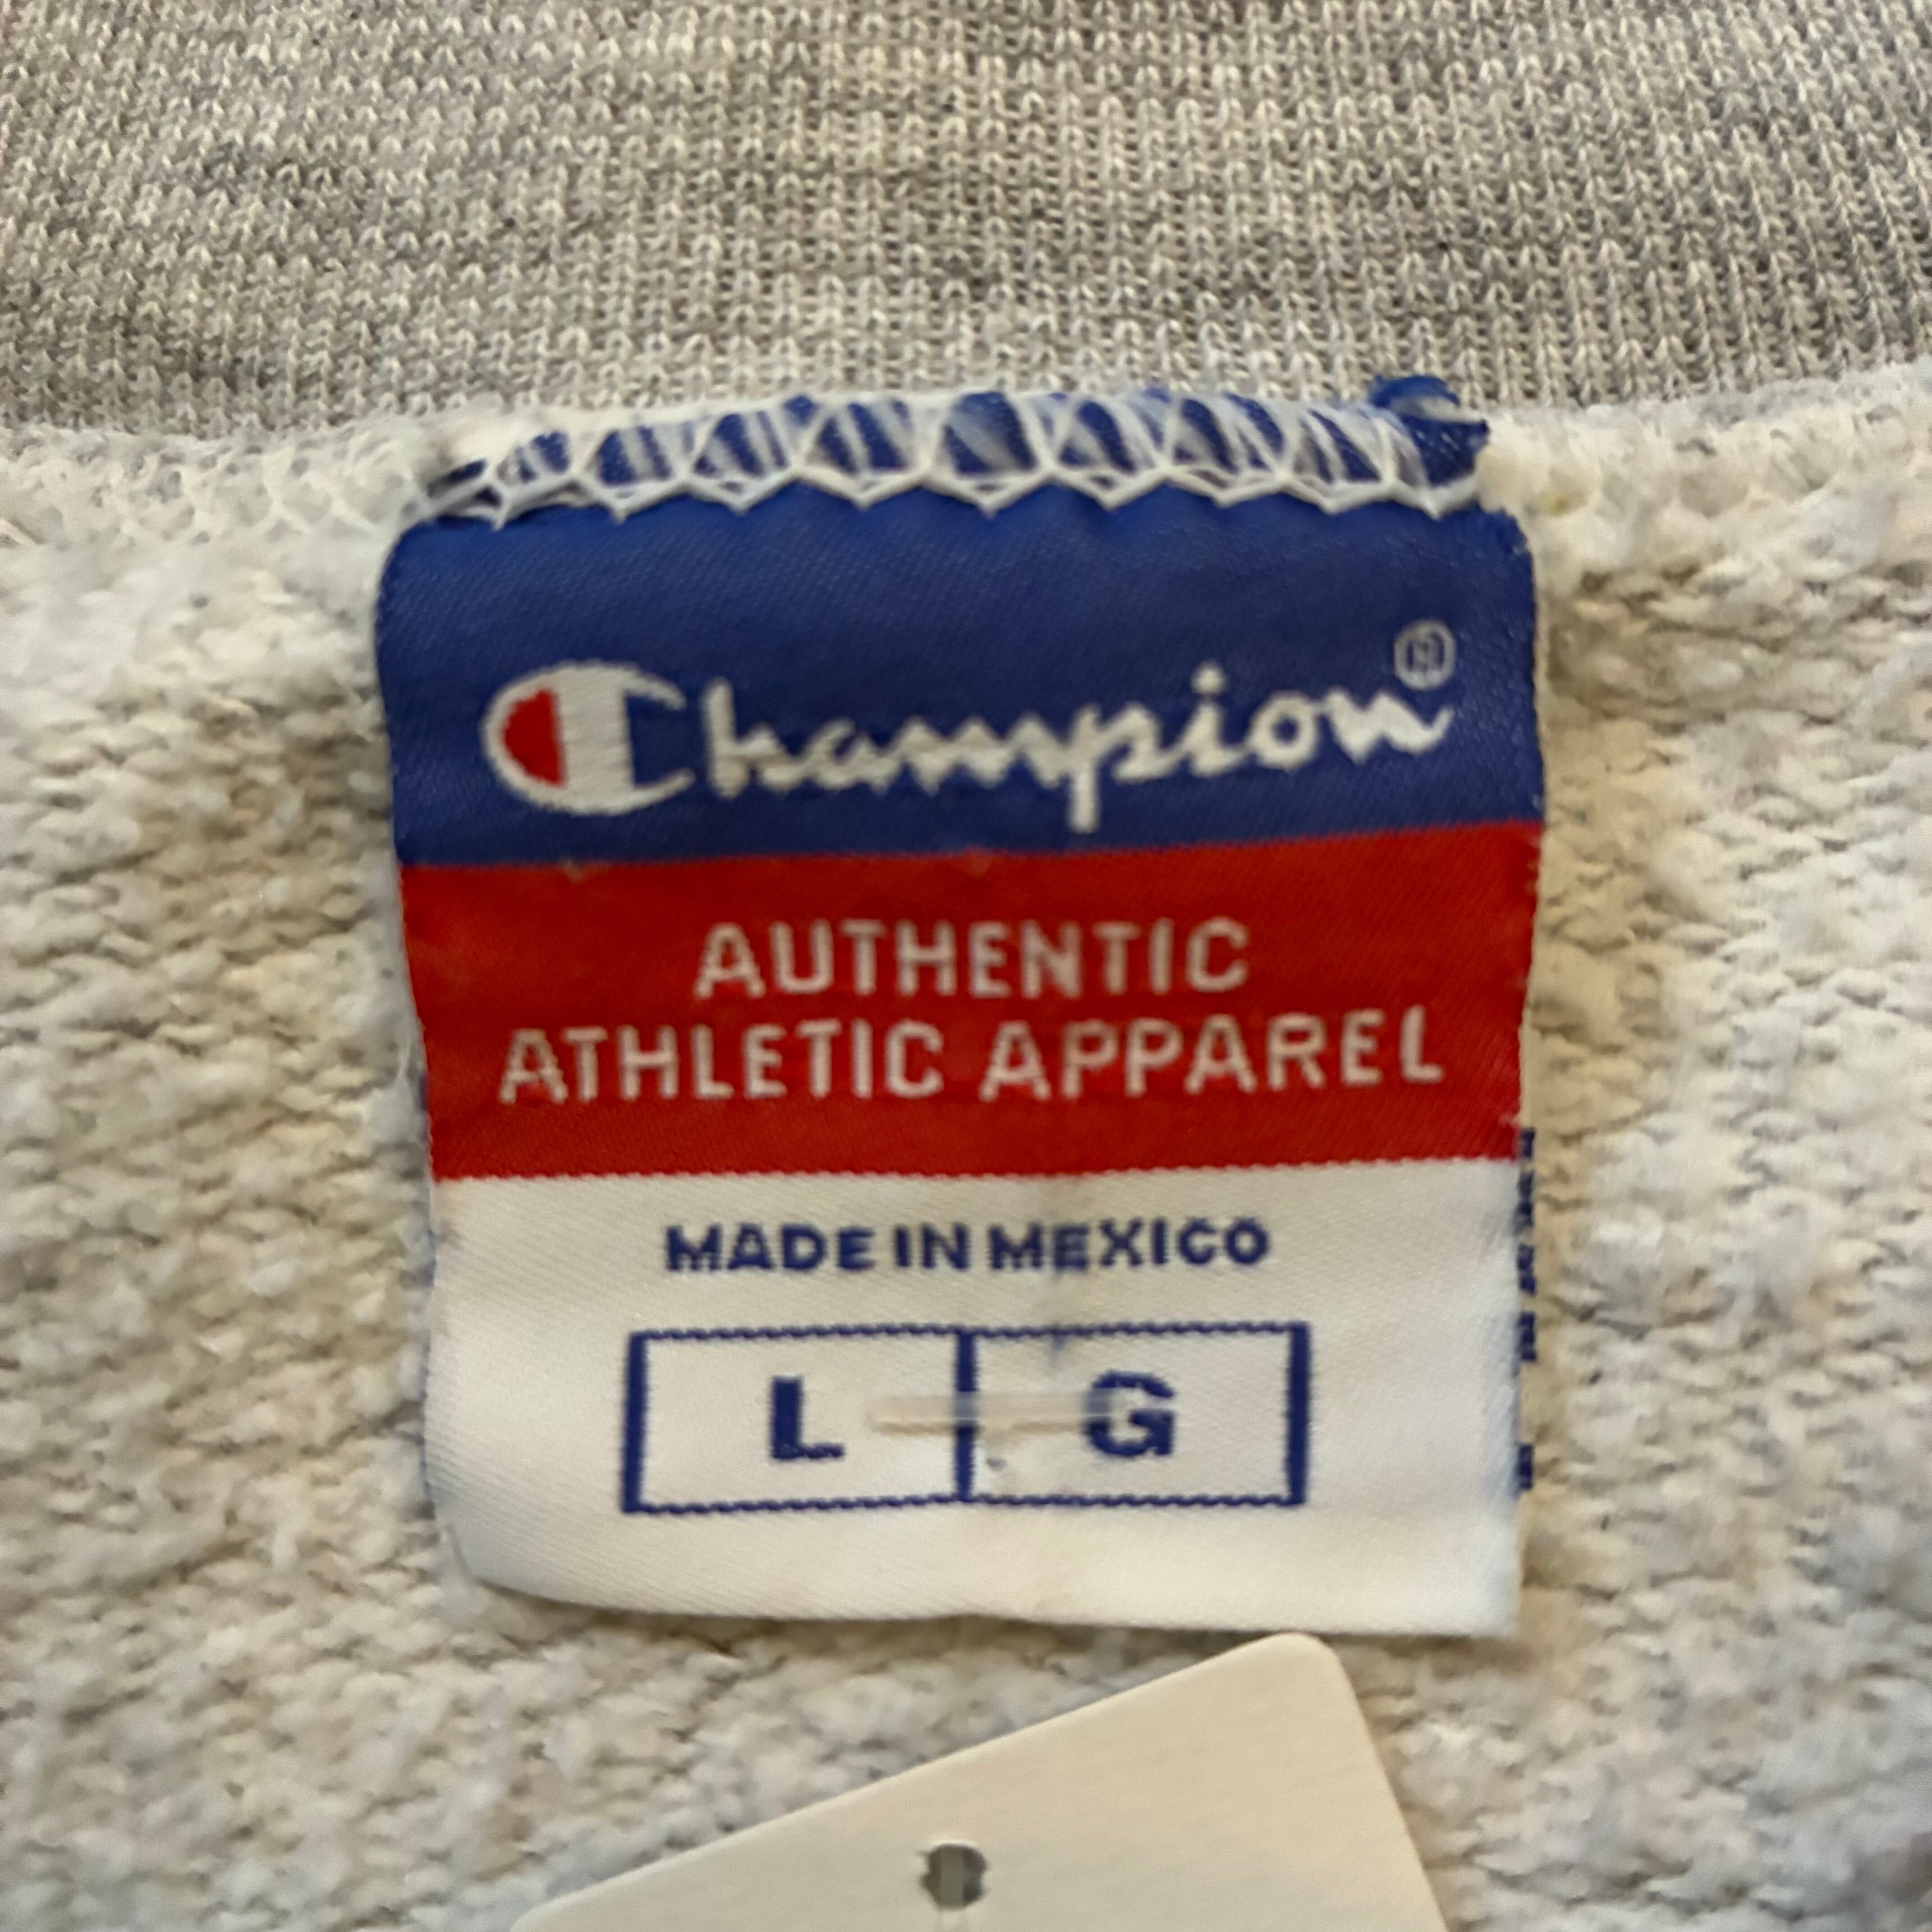 Champion®
AUTHENTIC
ATHLETIC APPAREL
MADE IN MEXICO
L G